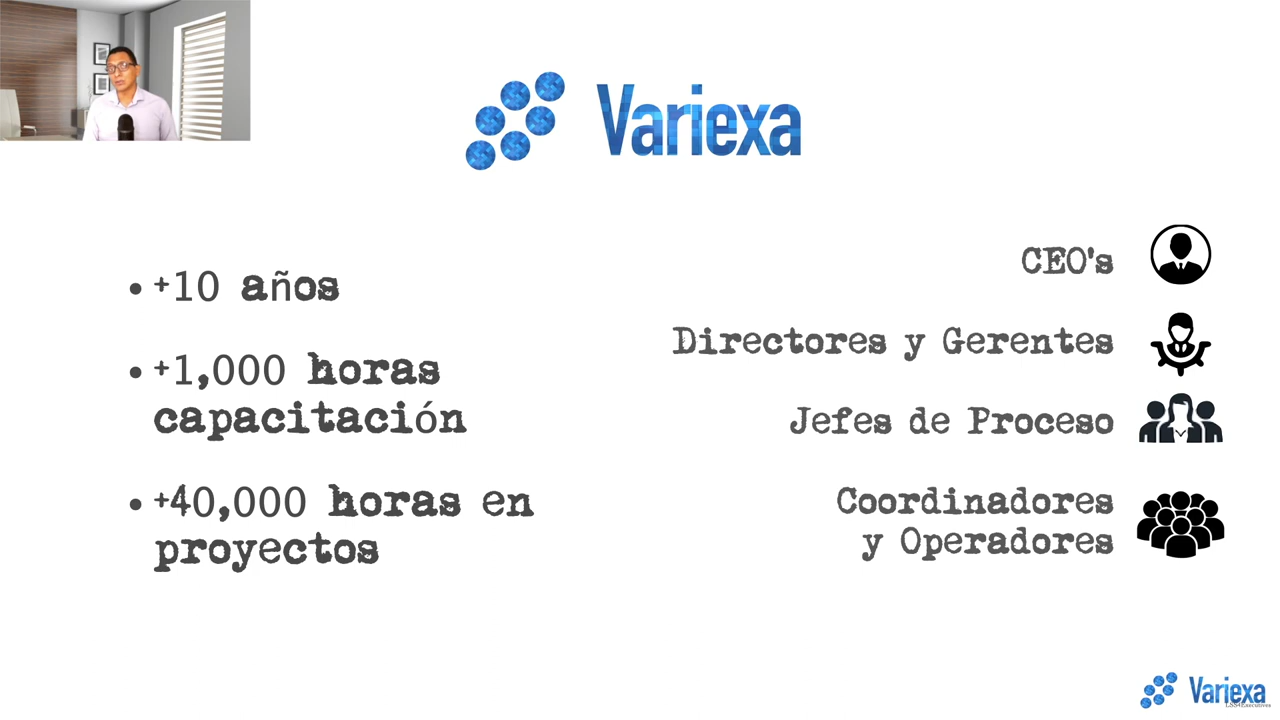 Variexa
• +10 años
• +1,000 horas
capacitación
• +40,000 horas en
proyectos
CEO's
Directores y Gerentes
Jefes de Proceso
Coordinadores
y Operadores
Variexa
LSS4Executives